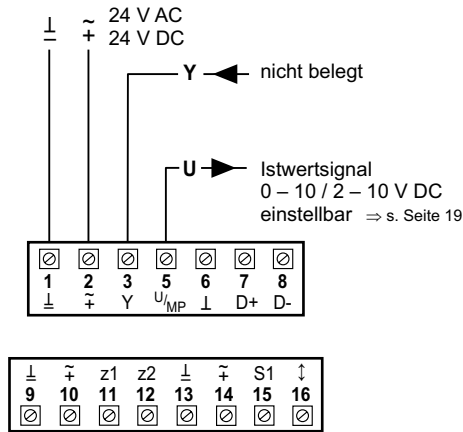 ⊥ ~ 24 V AC
– + 24 V DC
Y nicht belegt
U Istwertsignal
0 – 10 / 2 – 10 V DC
einstellbar ⇒ s. Seite 19
1 2 3 5 6 7 8
⊥ ~+ Y U/MP ⊥ D+ D-
⊥ ~+ z1 z2 ⊥ ~+ S1 ↕
9 10 11 12 13 14 15 16